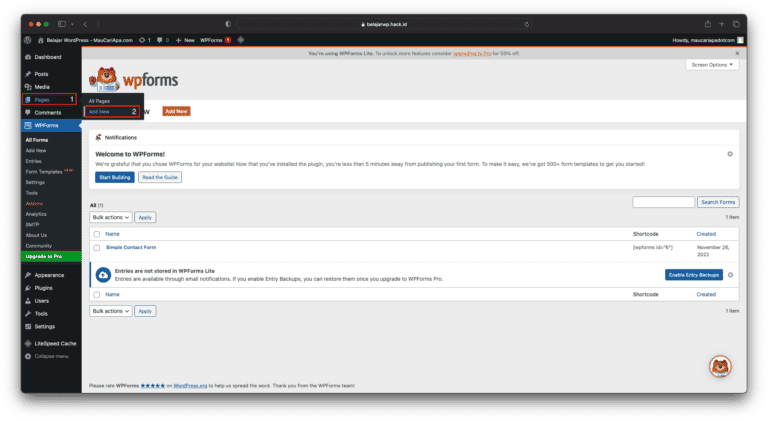 belajarwp.hack.id
Belajar WordPress - MauCariApa.com 1 0 + New WPForms 1
Howdy, maucariapadotcom
You're using WPForms Lite. To unlock more features consider upgrading to Pro for 50% off.
Screen Options
wpforms
Dashboard
Posts
Media
Pages 1
All Pages
Add New 2
Comments
WPForms
Add New
All Forms
Add New
Entries
Form Templates NEW!
Settings
Tools
Addons
Analytics
SMTP
About Us
Community
Upgrade to Pro
Appearance
Plugins
Users
Tools
Settings
LiteSpeed Cache
Collapse menu
Notifications
Welcome to WPForms!
We're grateful that you chose WPForms for your website! Now that you've installed the plugin, you're less than 5 minutes away from publishing your first form. To make it easy, we've got 500+ form templates to get you started!
Start Building Read the Guide
All (1)
Search Forms
Bulk actions Apply
1 item
Name Shortcode Created
Simple Contact Form [wpforms id="6"] November 26, 2022
Entries are not stored in WPForms Lite
Entries are available through email notifications. If you enable Entry Backups, you can restore them once you upgrade to WPForms Pro.
Enable Entry Backups
Name Shortcode Created
Bulk actions Apply
1 item
Please rate WPForms ★★★★★ on WordPress.org to help us spread the word. Thank you from the WPForms team!